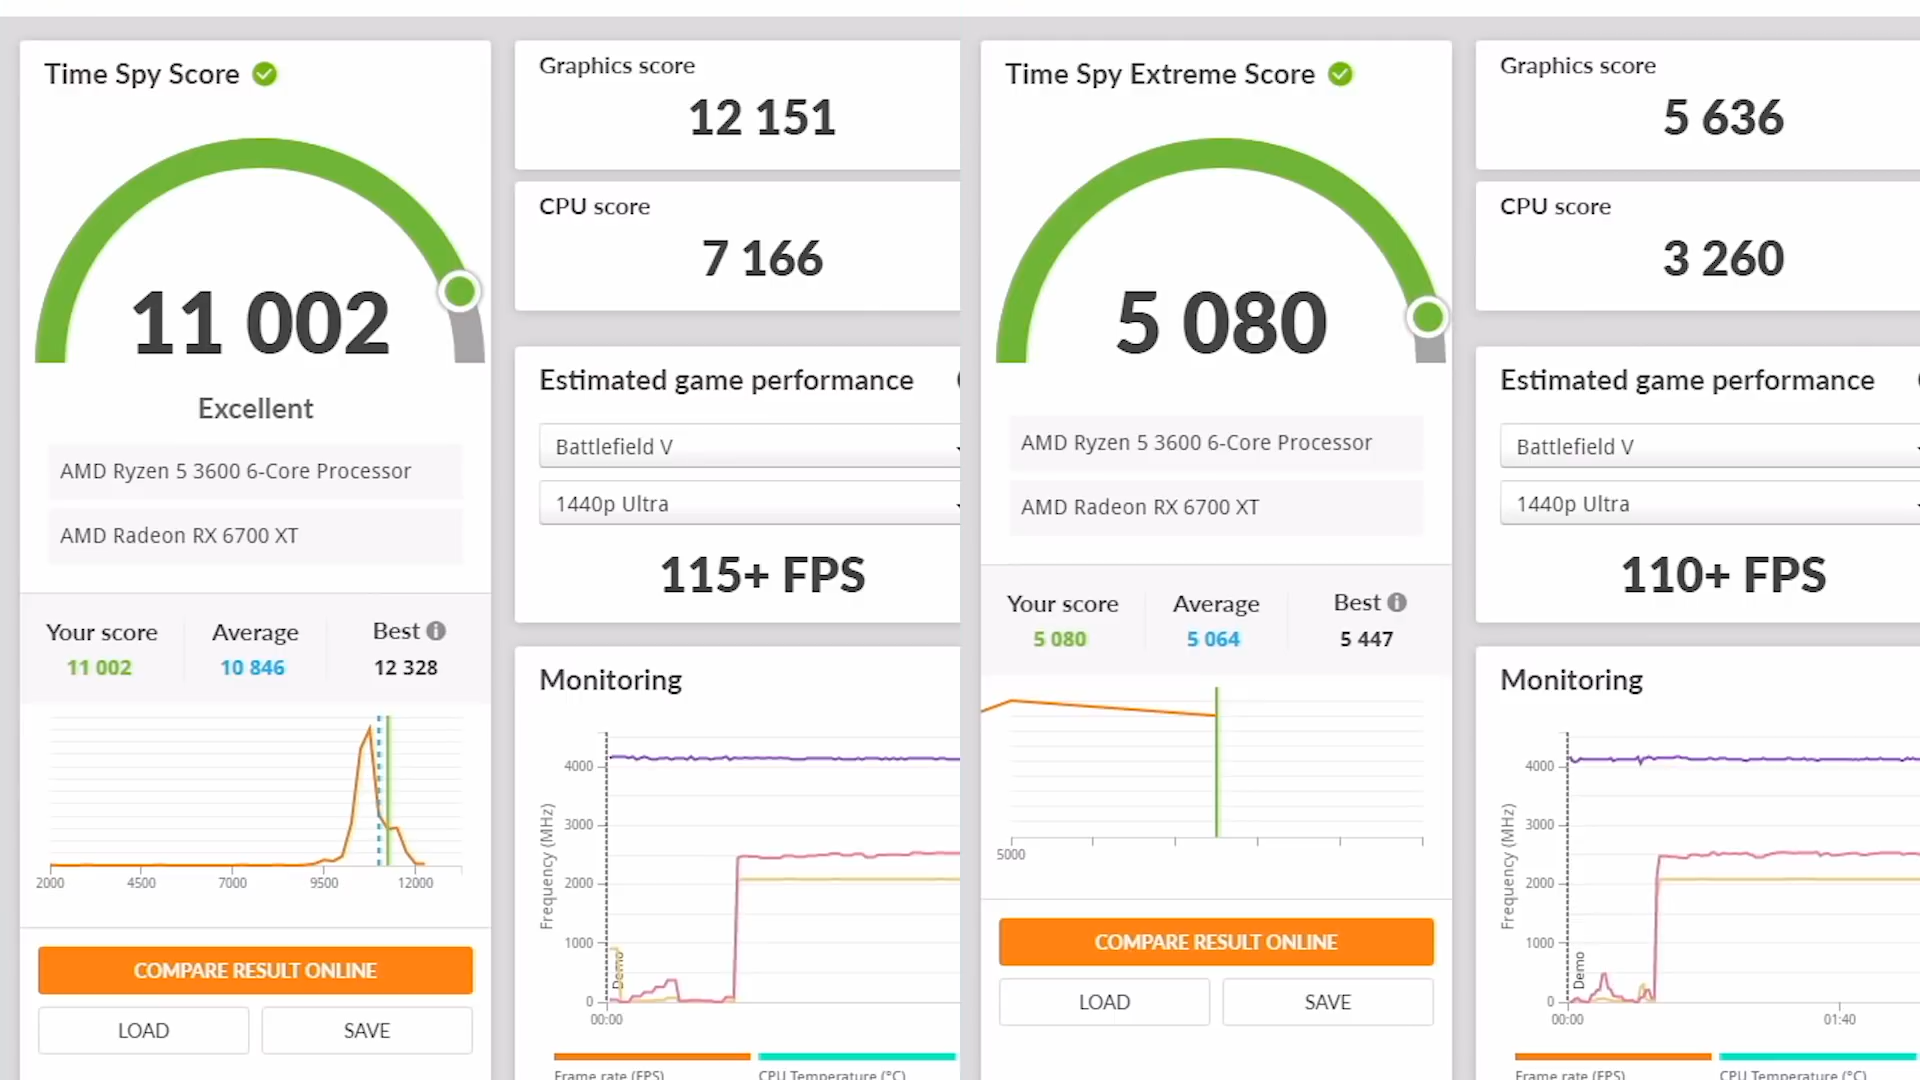 Time Spy Score
11 002
Excellent
AMD Ryzen 5 3600 6-Core Processor
AMD Radeon RX 6700 XT
Your score
Average
Best
11 002
10 846
12 328
2000
4500
7000
9500
12000
COMPARE RESULT ONLINE
LOAD
SAVE
Graphics score
12 151
CPU score
7 166
Estimated game performance
Battlefield V
1440p Ultra
115+ FPS
Monitoring
Frequency (MHz)
4000
3000
2000
1000
0
Demo
00:00
Frame rate (FPS)
CPU Temperature (°C)
Time Spy Extreme Score
5 080
AMD Ryzen 5 3600 6-Core Processor
AMD Radeon RX 6700 XT
Your score
Average
Best
5 080
5 064
5 447
5000
COMPARE RESULT ONLINE
LOAD
SAVE
Graphics score
5 636
CPU score
3 260
Estimated game performance
Battlefield V
1440p Ultra
110+ FPS
Monitoring
Frequency (MHz)
4000
3000
2000
1000
0
Demo
00:00
01:40
Frame rate (FPS)
CPU Temperature (°C)